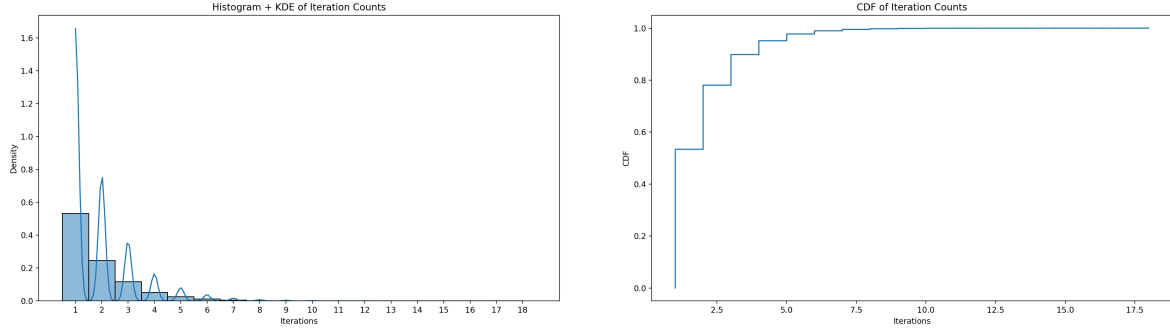 Histogram + KDE of Iteration Counts
1.6
1.4
1.2
1.0
0.8
0.6
0.4
0.2
0.0
Density
1 2 3 4 5 6 7 8 9 10 11 12 13 14 15 16 17 18
Iterations
CDF of Iteration Counts
1.0
0.8
0.6
0.4
0.2
0.0
CDF
2.5 5.0 7.5 10.0 12.5 15.0 17.5
Iterations